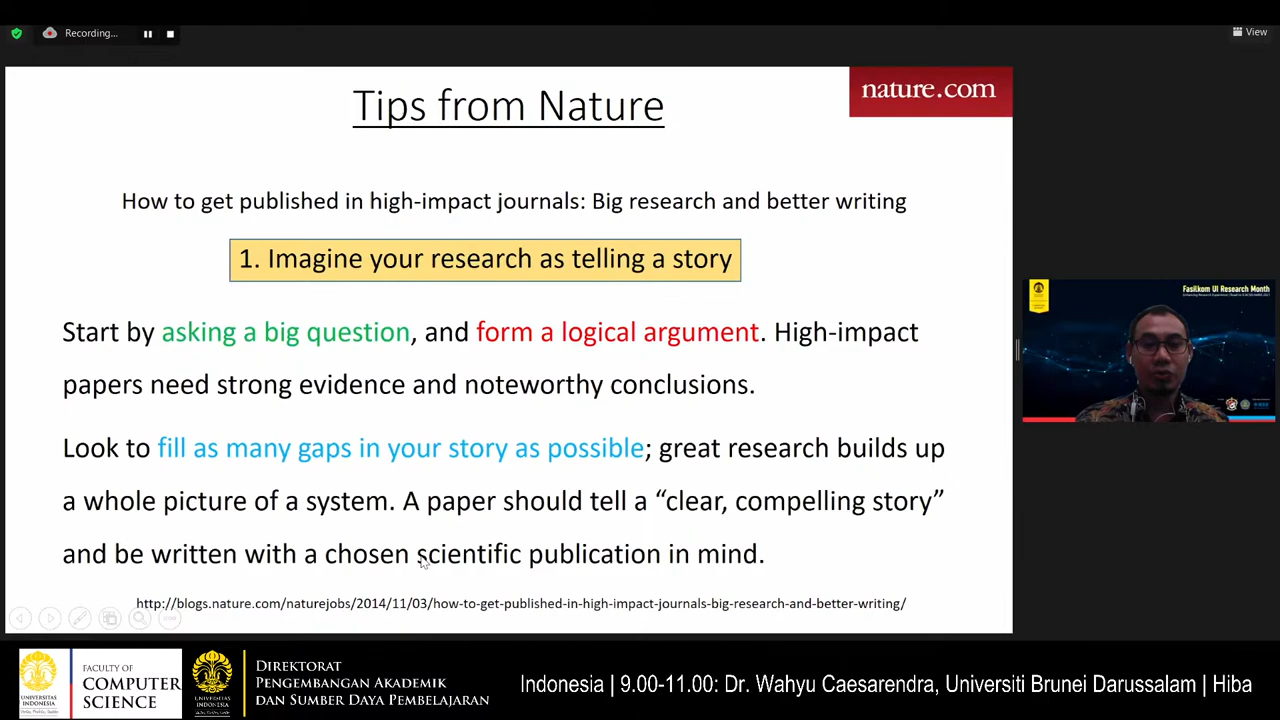 Recording...
View
Tips from Nature
nature.com
How to get published in high-impact journals: Big research and better writing
1. Imagine your research as telling a story
Start by asking a big question, and form a logical argument. High-impact
papers need strong evidence and noteworthy conclusions.
Look to fill as many gaps in your story as possible; great research builds up
a whole picture of a system. A paper should tell a “clear, compelling story”
and be written with a chosen scientific publication in mind.
http://blogs.nature.com/naturejobs/2014/11/03/how-to-get-published-in-high-impact-journals-big-research-and-better-writing/
Fasilkom UI Research Month
UNIVERSITAS
INDONESIA
FACULTY OF
COMPUTER
SCIENCE
UNIVERSITAS
INDONESIA
DIREKTORAT
PENGEMBANGAN AKADEMIK
DAN SUMBER DAYA PEMBELAJARAN
Indonesia | 9.00-11.00: Dr. Wahyu Caesarendra, Universiti Brunei Darussalam | Hiba